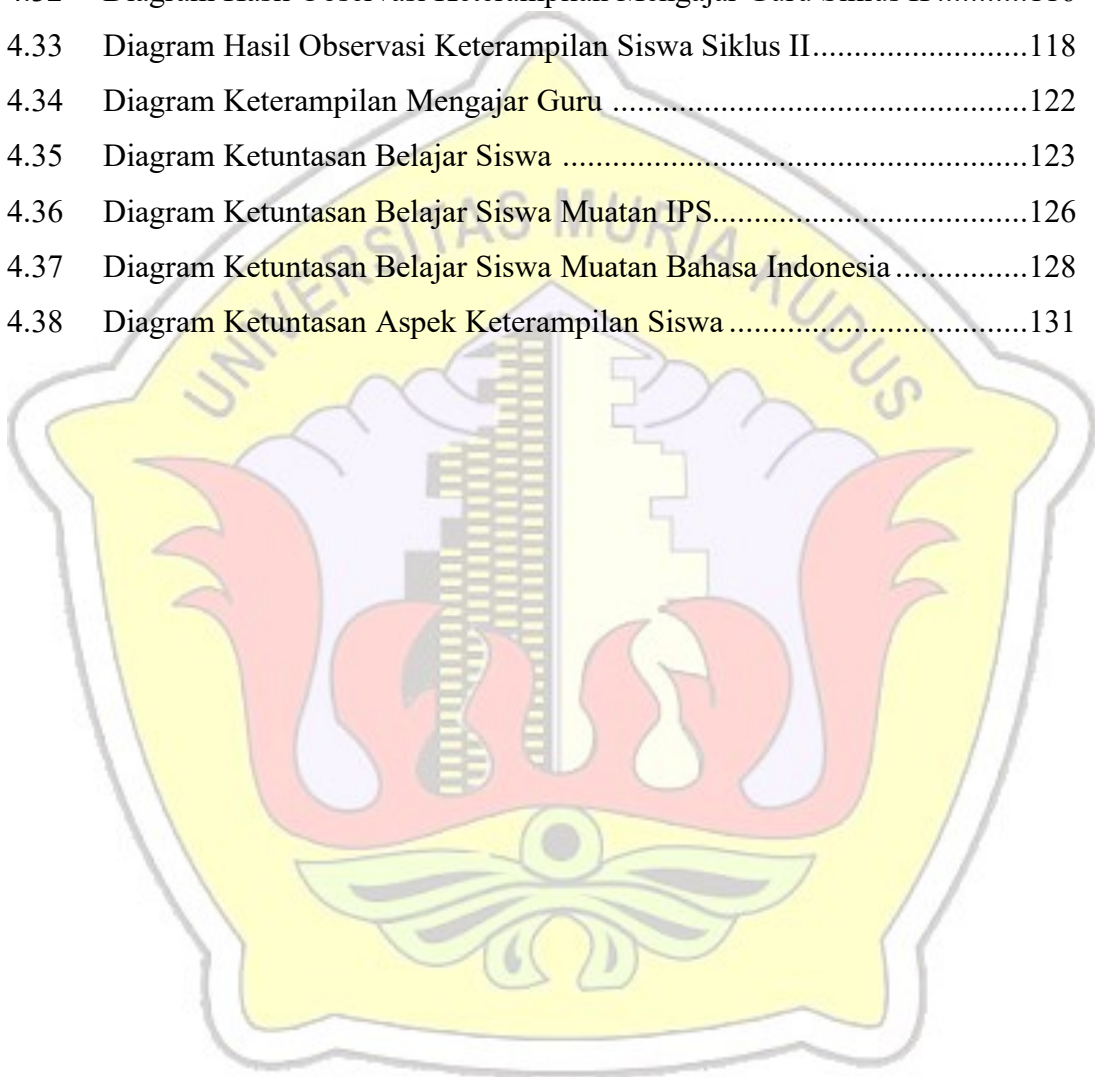 4.33 Diagram Hasil Observasi Keterampilan Siswa Siklus II.........................118
4.34 Diagram Keterampilan Mengajar Guru ................................................122
4.35 Diagram Ketuntasan Belajar Siswa ......................................................123
4.36 Diagram Ketuntasan Belajar Siswa Muatan IPS.....................................126
4.37 Diagram Ketuntasan Belajar Siswa Muatan Bahasa Indonesia ...............128
4.38 Diagram Ketuntasan Aspek Keterampilan Siswa ..................................131
UNIVERSITAS MURIA KUDUS